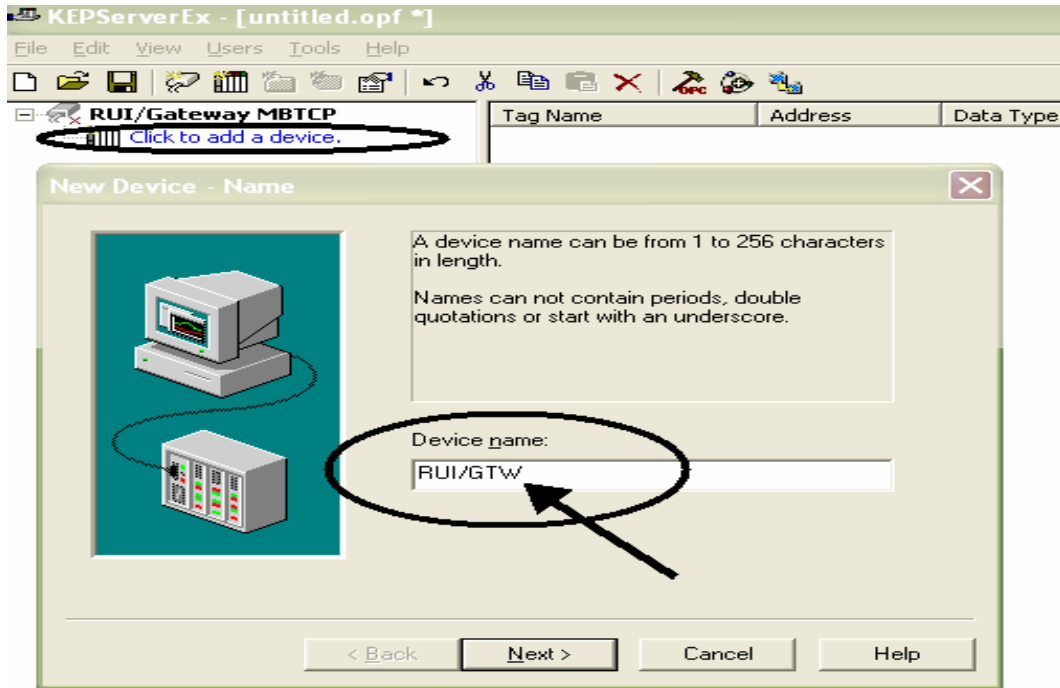 KEPServerEx - [untitled.opf *]
File Edit View Users Tools Help
OPC
RUI/Gateway MBTCP
Tag Name Address Data Type
Click to add a device.
New Device - Name
A device name can be from 1 to 256 characters
in length.
Names can not contain periods, double
quotations or start with an underscore.
Device name:
RUI/GTW
< Back Next > Cancel Help